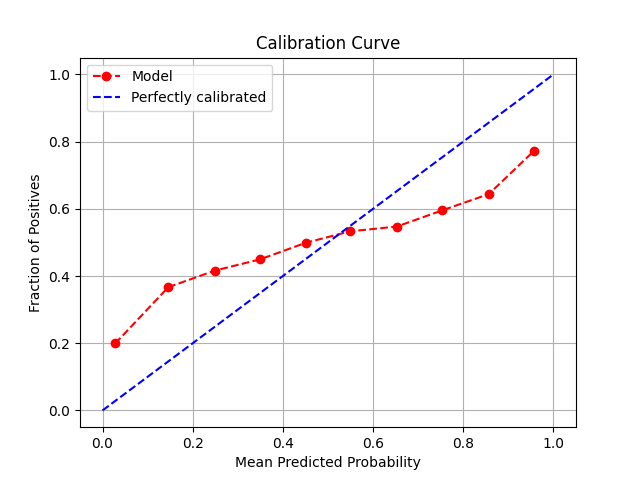 Calibration Curve
Model
Perfectly calibrated
1.0
0.8
0.6
0.4
0.2
0.0
Fraction of Positives
0.0 0.2 0.4 0.6 0.8 1.0
Mean Predicted Probability